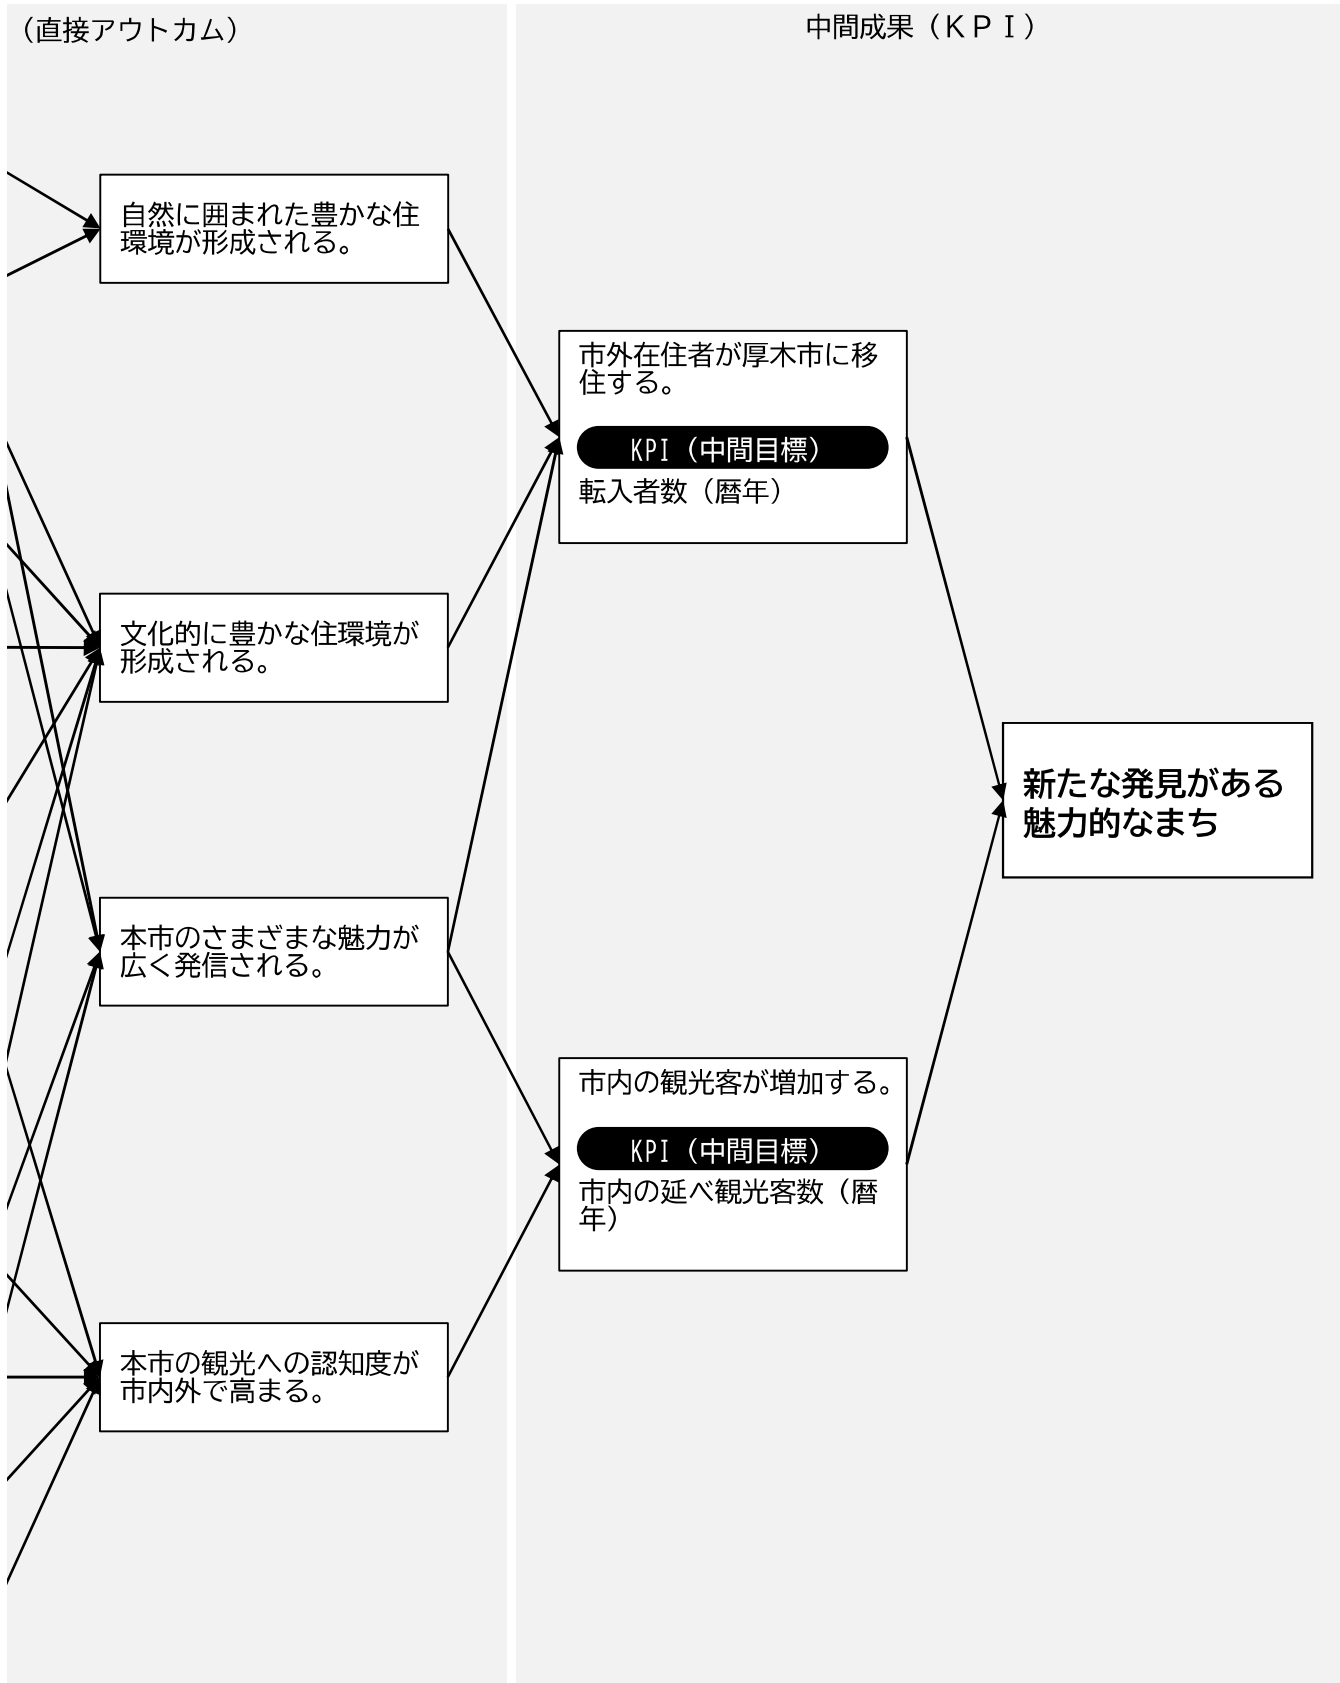 （直接アウトカム）
中間成果（ＫＰＩ）
自然に囲まれた豊かな住
環境が形成される。
市外在住者が厚木市に移
住する。
KPI（中間目標）
転入者数（暦年）
文化的に豊かな住環境が
形成される。
新たな発見がある
魅力的なまち
本市のさまざまな魅力が
広く発信される。
市内の観光客が増加する。
KPI（中間目標）
市内の延べ観光客数（暦
年）
本市の観光への認知度が
市内外で高まる。